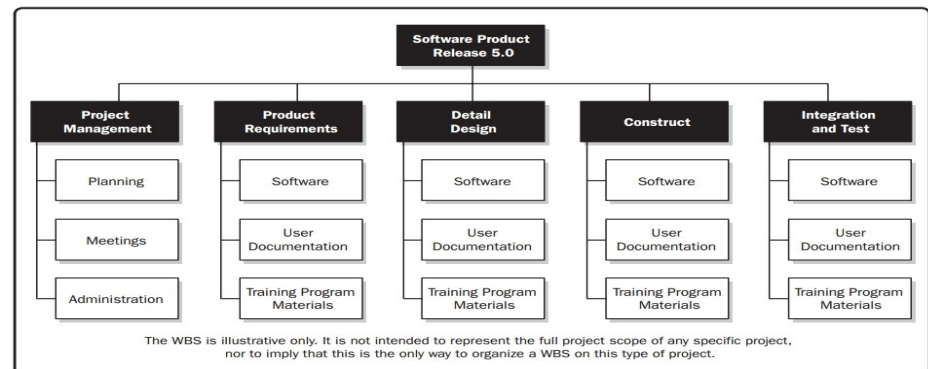 Software Product
Release 5.0
Project
Management
Product
Requirements
Detail
Design
Construct
Integration
and Test
Planning
Software
Software
Software
Software
Meetings
User
Documentation
User
Documentation
User
Documentation
User
Documentation
Administration
Training Program
Materials
Training Program
Materials
Training Program
Materials
Training Program
Materials
The WBS is illustrative only. It is not intended to represent the full project scope of any specific project,
nor to imply that this is the only way to organize a WBS on this type of project.